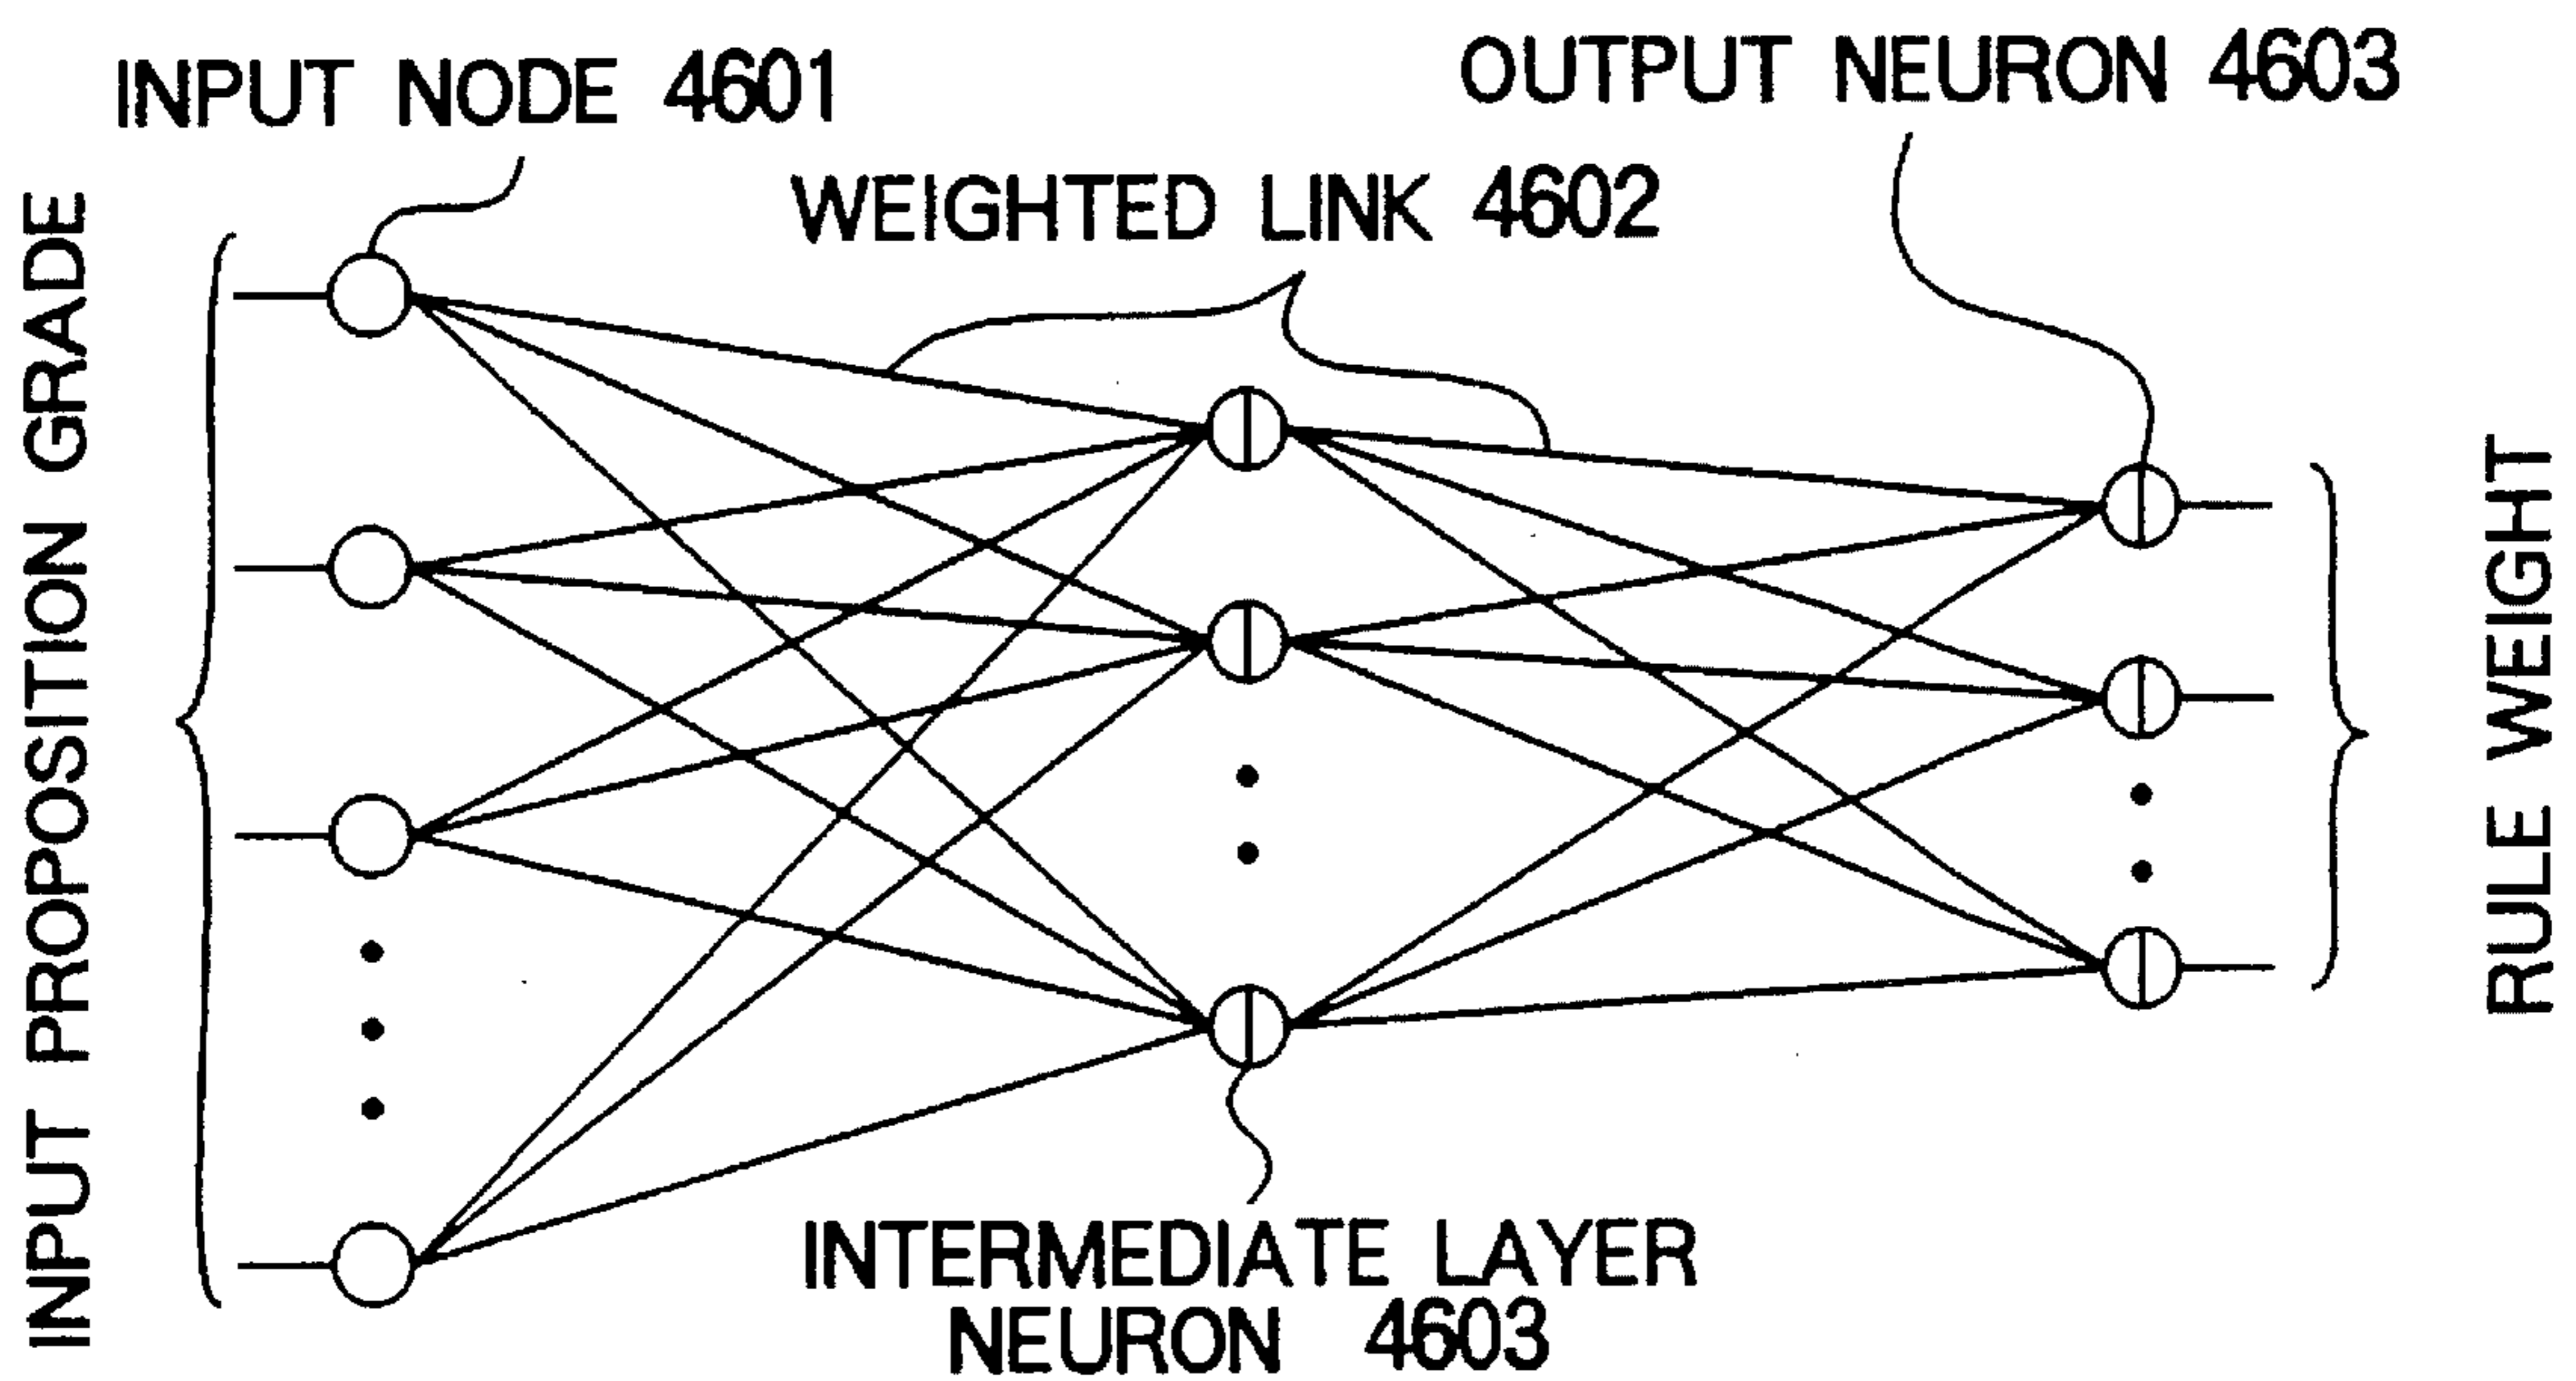 INPUT NODE 4601
OUTPUT NEURON 4603
WEIGHTED LINK 4602
INPUT PROPOSITION GRADE
RULE WEIGHT
INTERMEDIATE LAYER
NEURON 4603